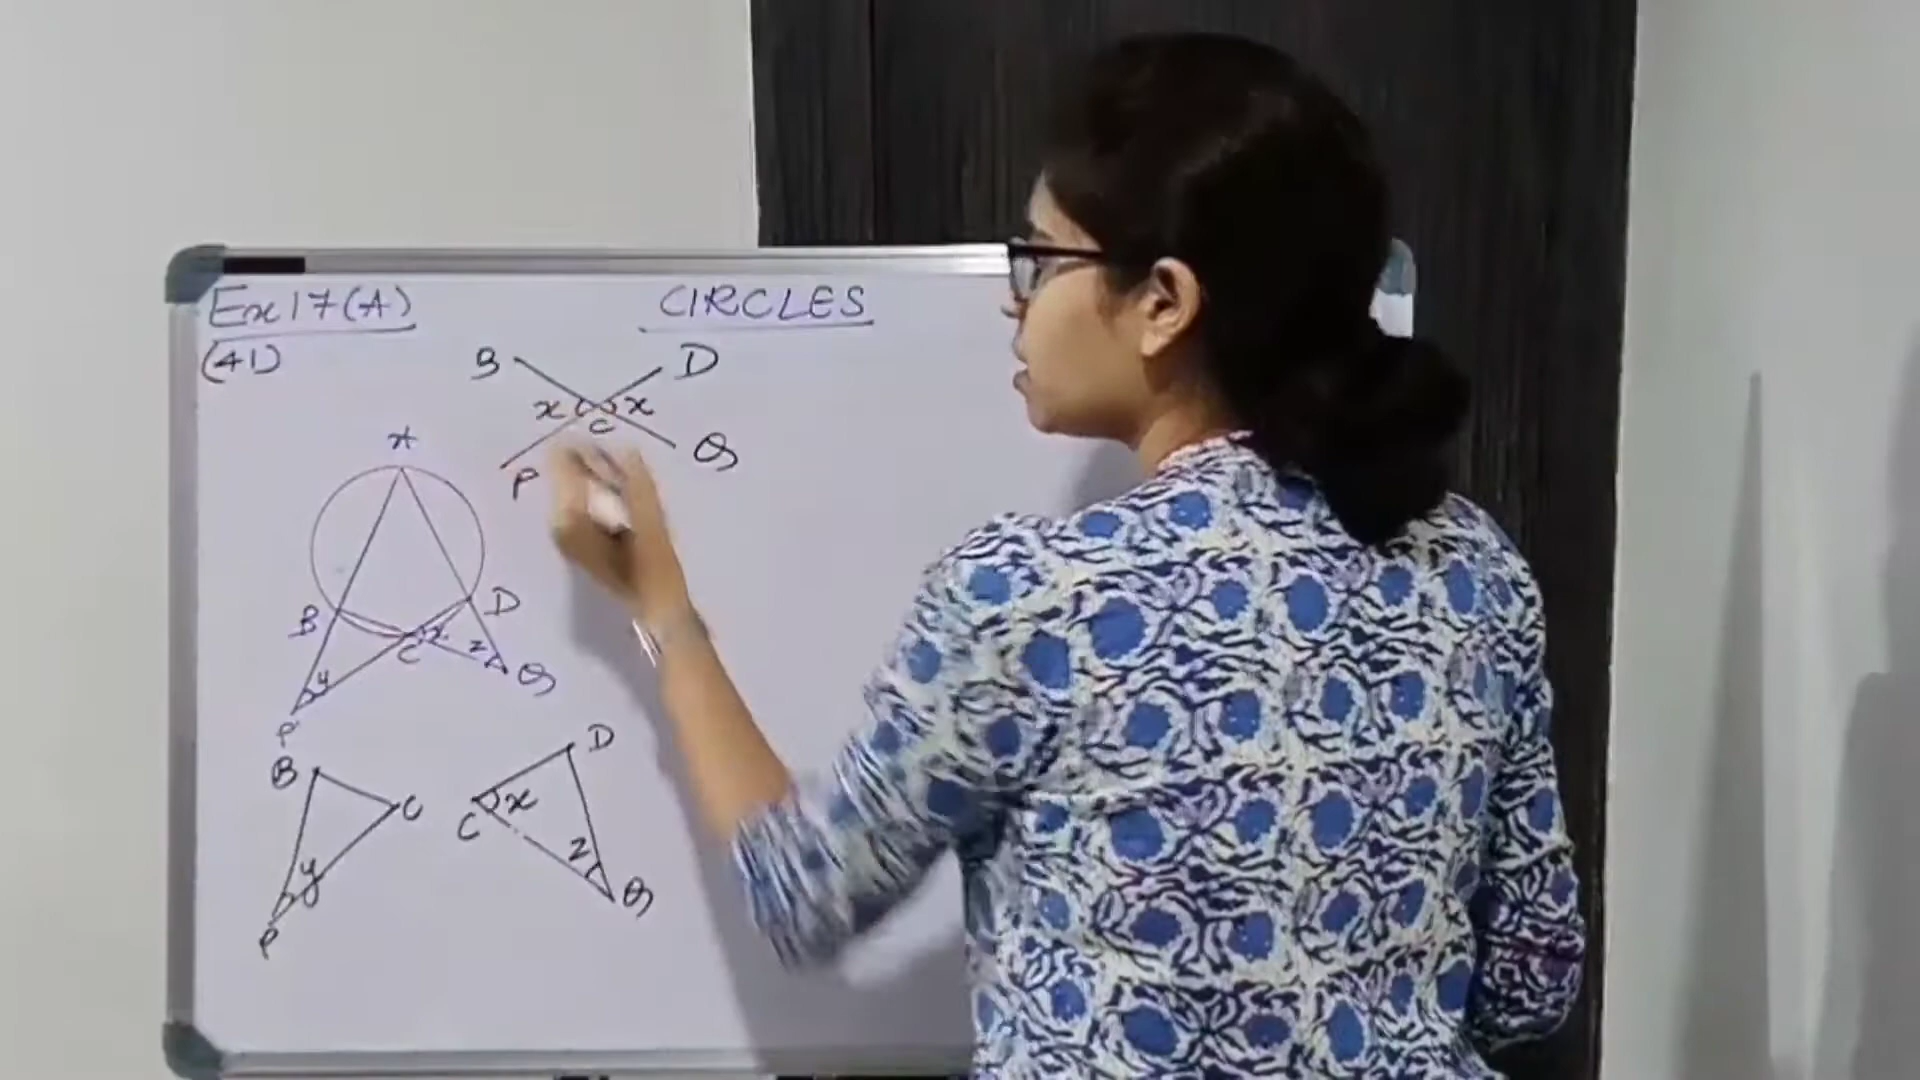 Ex 17(A)
CIRCLES
(41)
B D
x x
C
P Q
A
B D
C x z
y Q
P
D
B
C x
C
y z Q
P